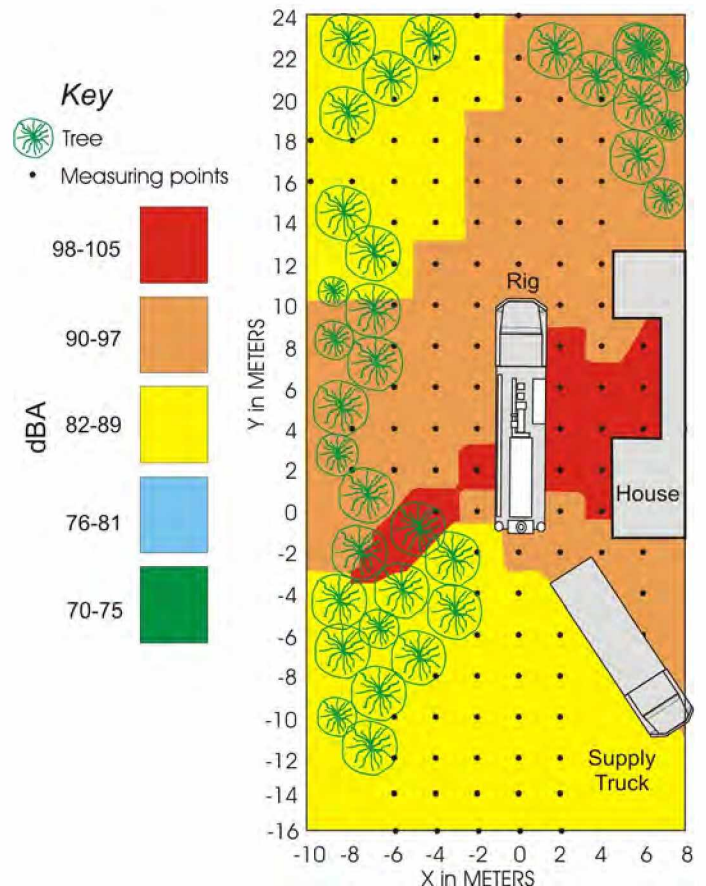 Key
Tree
Measuring points
98-105
90-97
82-89
76-81
70-75
dBA
Y in METERS
24
22
20
18
16
14
12
10
8
6
4
2
0
-2
-4
-6
-8
-10
-12
-14
-16
Rig
House
Supply
Truck
-10 -8 -6 -4 -2 0 2 4 6 8
X in METERS